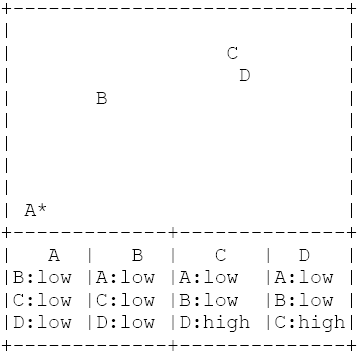 +----------------------------+
|                            |
|                  C         |
|                   D        |
|       B                    |
|                            |
|                            |
|                            |
|                            |
| A*                         |
+-------------+--------------+
|   A  |   B  |   C   |  D   |
|B:low |A:low |A:low  |A:low |
|C:low |C:low |B:low  |B:low |
|D:low |D:low |D:high |C:high|
+-------------+--------------+